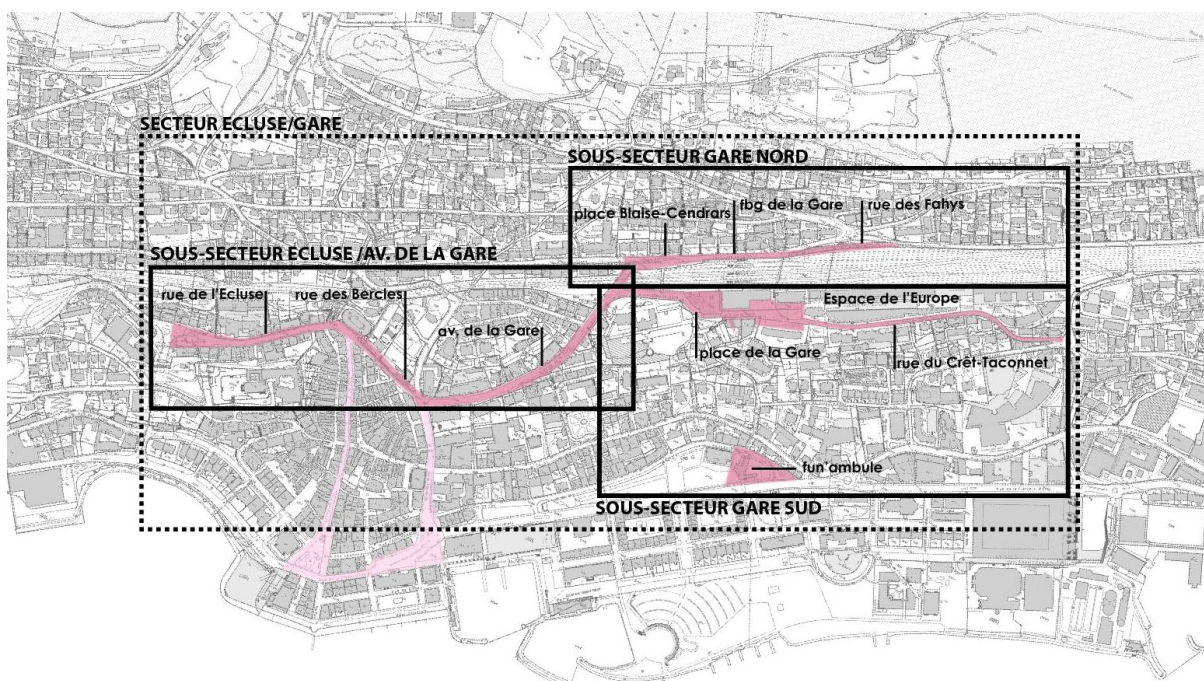 SECTEUR ECLUSE/GARE
SOUS-SECTEUR GARE NORD
place Blaise-Cendrars
fbg de la Gare
rue des Fahys
SOUS-SECTEUR ECLUSE /AV. DE LA GARE
rue de l'Ecluse
rue des Bercles
av. de la Gare
Espace de l'Europe
place de la Gare
rue du Crêt-Taconnet
fun'ambule
SOUS-SECTEUR GARE SUD